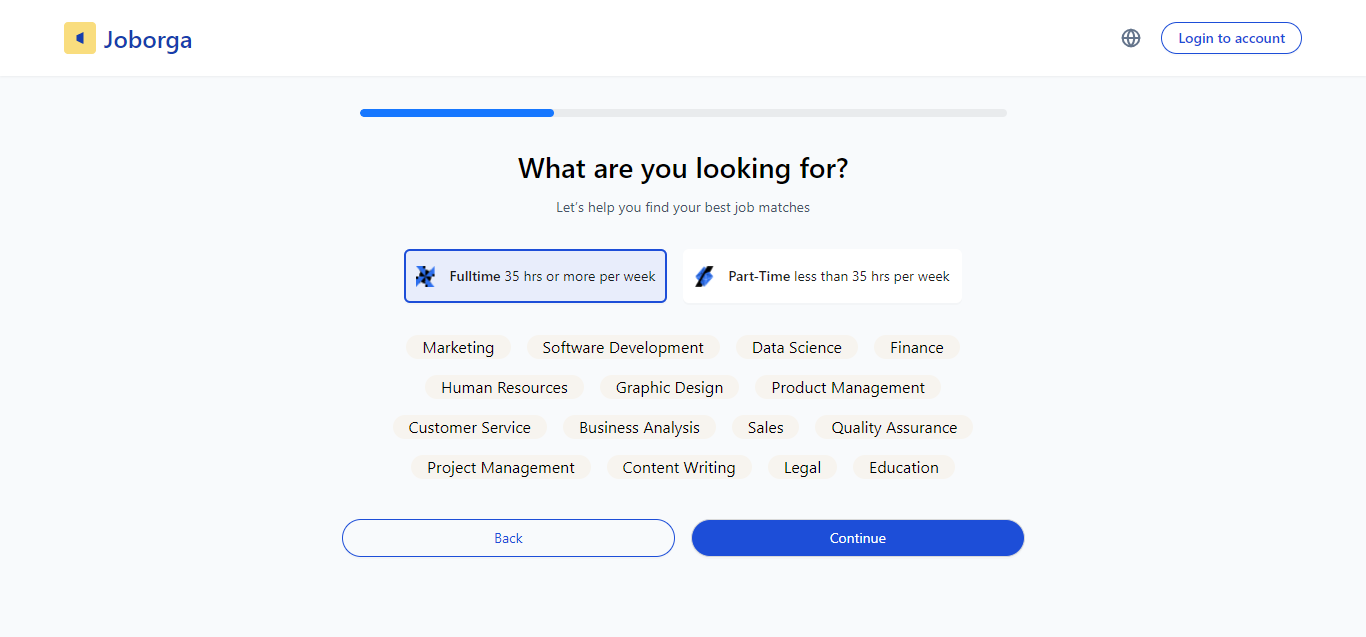 Joborga
Login to account
What are you looking for?
Let's help you find your best job matches
Fulltime 35 hrs or more per week
Part-Time less than 35 hrs per week
Marketing Software Development Data Science Finance
Human Resources Graphic Design Product Management
Customer Service Business Analysis Sales Quality Assurance
Project Management Content Writing Legal Education
Back
Continue